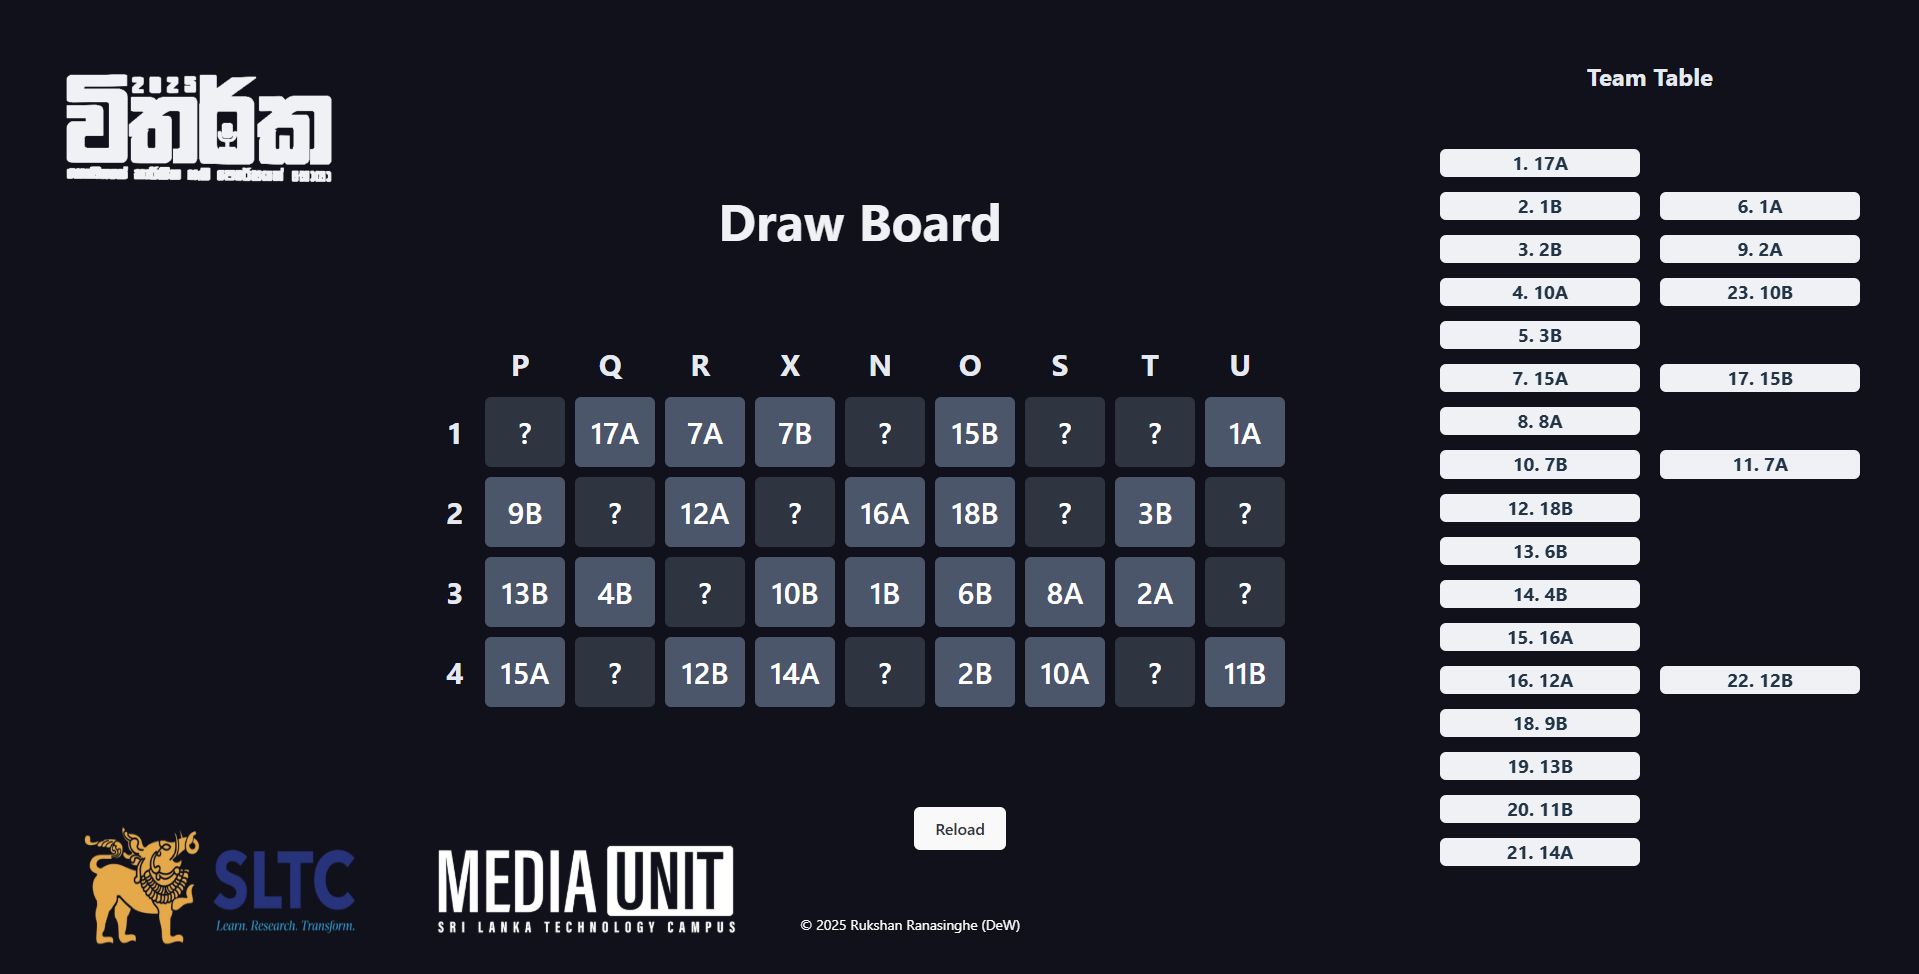 2025
විතර්ක
Team Table
1. 17A
2. 1B 6. 1A
3. 2B 9. 2A
4. 10A 23. 10B
5. 3B
7. 15A 17. 15B
8. 8A
10. 7B 11. 7A
12. 18B
13. 6B
14. 4B
15. 16A
16. 12A 22. 12B
18. 9B
19. 13B
20. 11B
21. 14A
Draw Board
P Q R X N O S T U
1 ? 17A 7A 7B ? 15B ? ? 1A
2 9B ? 12A ? 16A 18B ? 3B ?
3 13B 4B ? 10B 1B 6B 8A 2A ?
4 15A ? 12B 14A ? 2B 10A ? 11B
Reload
SLTC
Learn. Research. Transform.
MEDIA UNIT
SRI LANKA TECHNOLOGY CAMPUS
© 2025 Rukshan Ranasinghe (DeW)